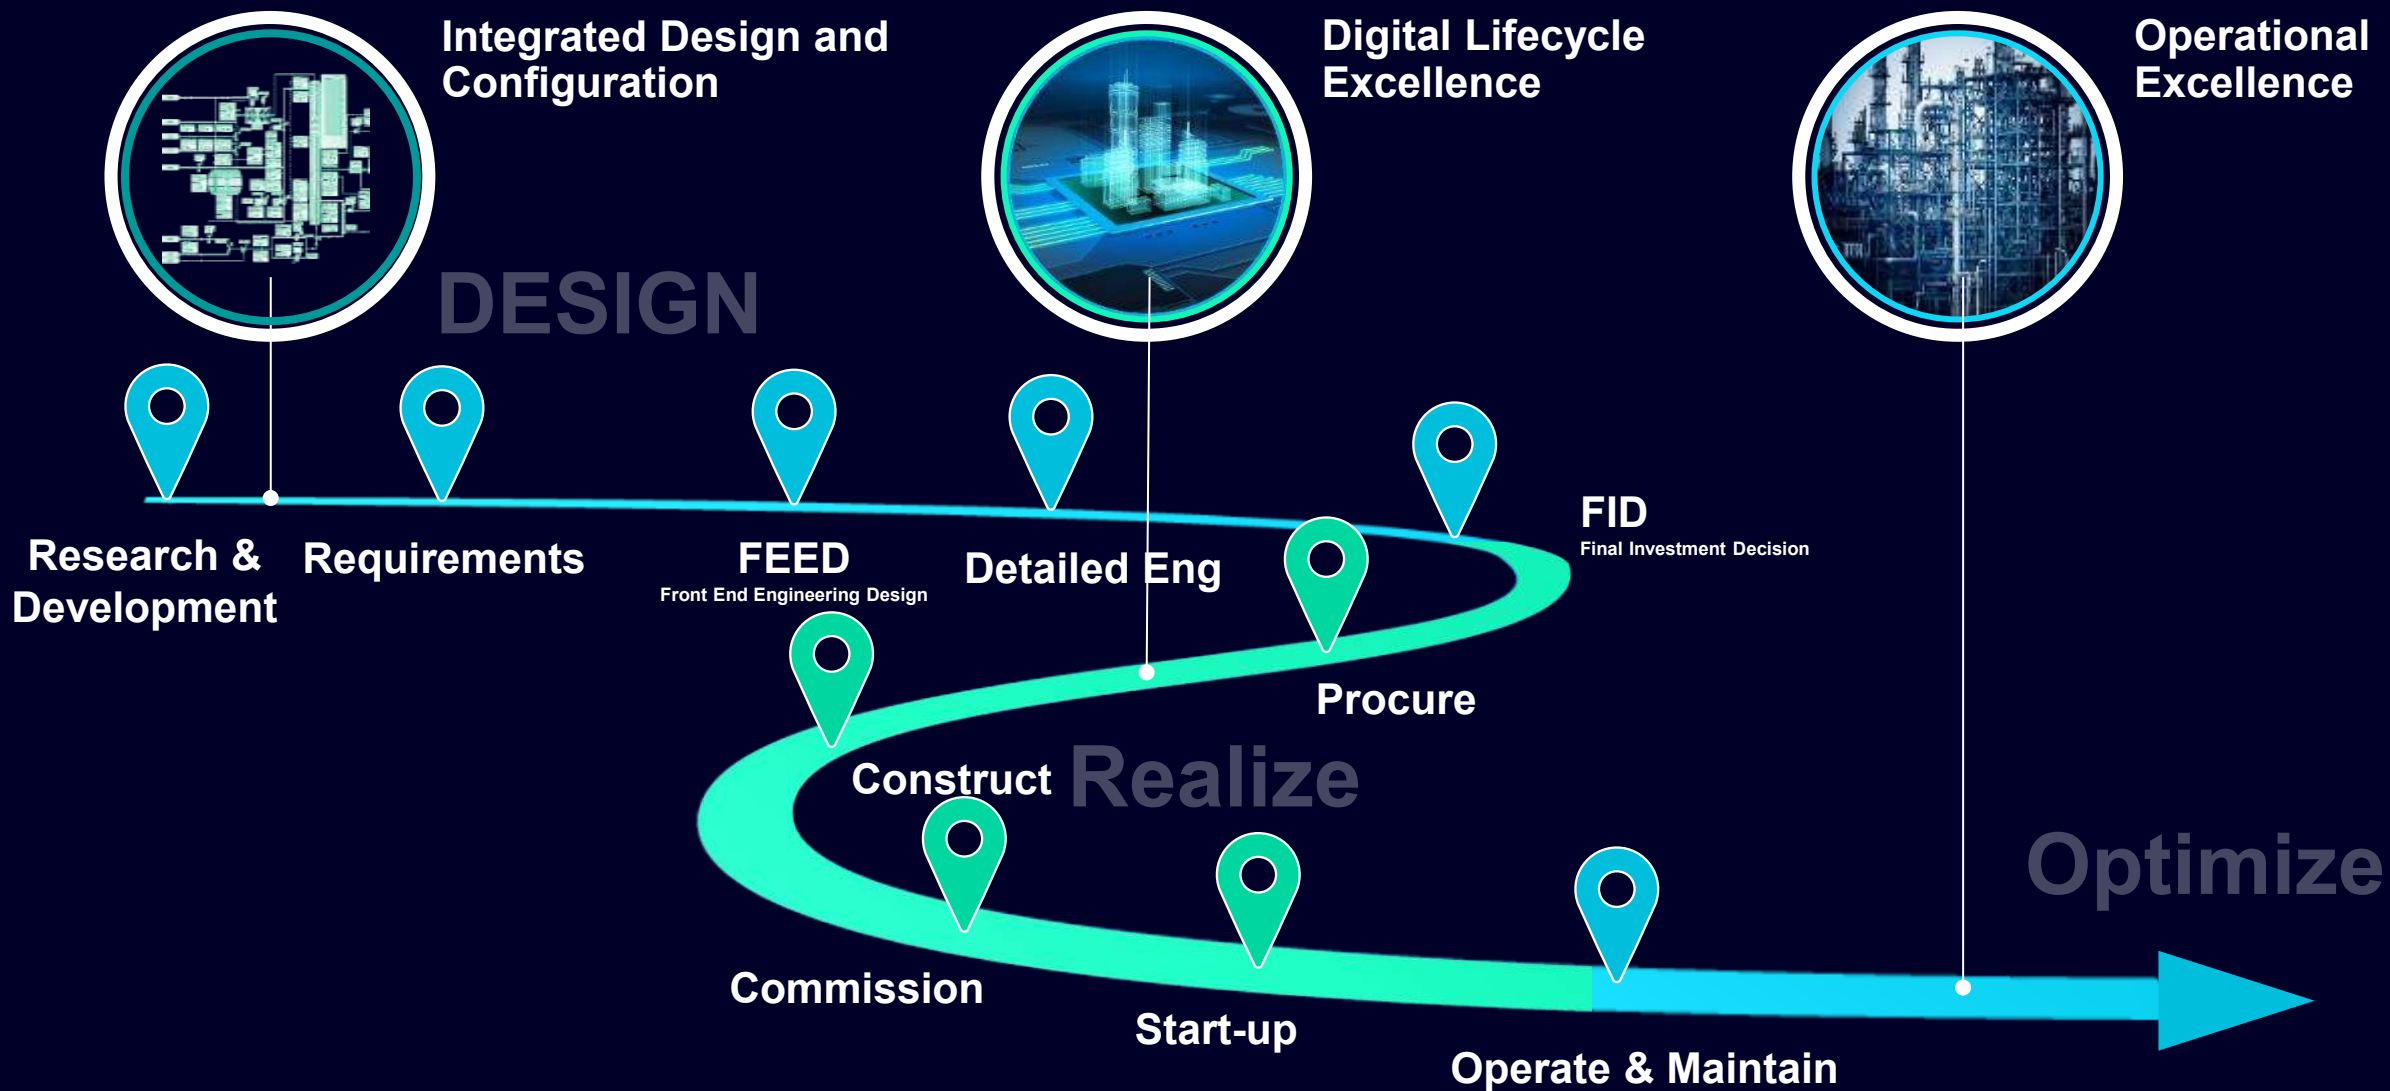 Integrated Design and
Configuration
Digital Lifecycle
Excellence
Operational
Excellence
DESIGN
Research &
Development
Requirements
FEED
Front End Engineering Design
Detailed Eng
FID
Final Investment Decision
Procure
Construct
Realize
Commission
Start-up
Operate & Maintain
Optimize